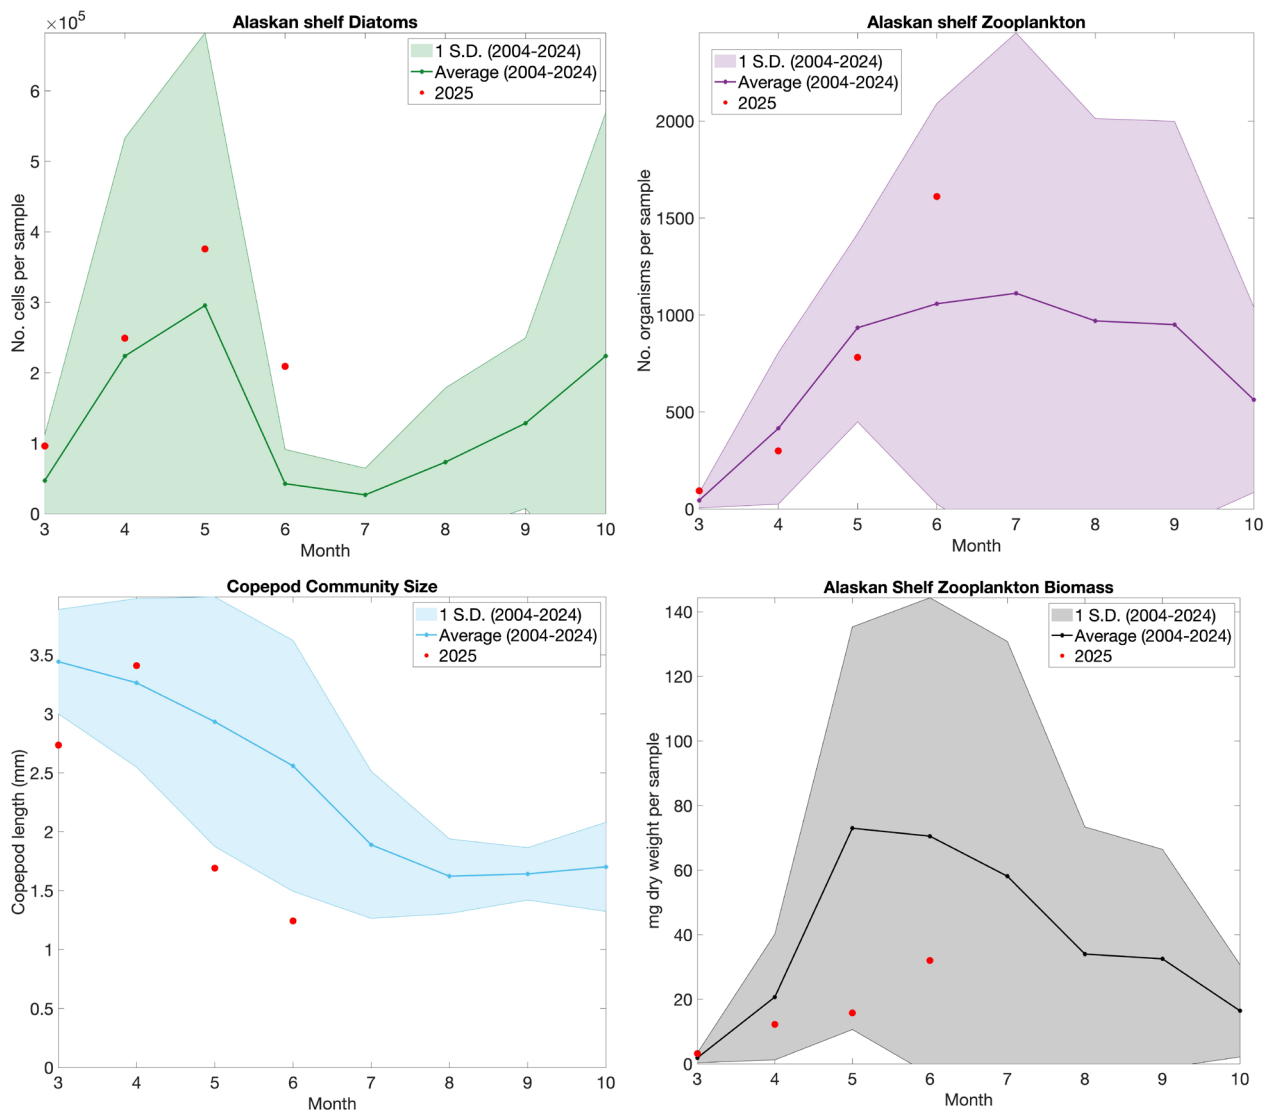 Alaskan shelf Diatoms
×10⁵
1 S.D. (2004-2024)
Average (2004-2024)
2025
No. cells per sample
6
5
4
3
2
1
0
3 4 5 6 7 8 9 10
Month
Alaskan shelf Zooplankton
1 S.D. (2004-2024)
Average (2004-2024)
2025
No. organisms per sample
2000
1500
1000
500
0
3 4 5 6 7 8 9 10
Month
Copepod Community Size
1 S.D. (2004-2024)
Average (2004-2024)
2025
Copepod length (mm)
3.5
3
2.5
2
1.5
1
0.5
0
3 4 5 6 7 8 9 10
Month
Alaskan Shelf Zooplankton Biomass
1 S.D. (2004-2024)
Average (2004-2024)
2025
mg dry weight per sample
140
120
100
80
60
40
20
0
3 4 5 6 7 8 9 10
Month